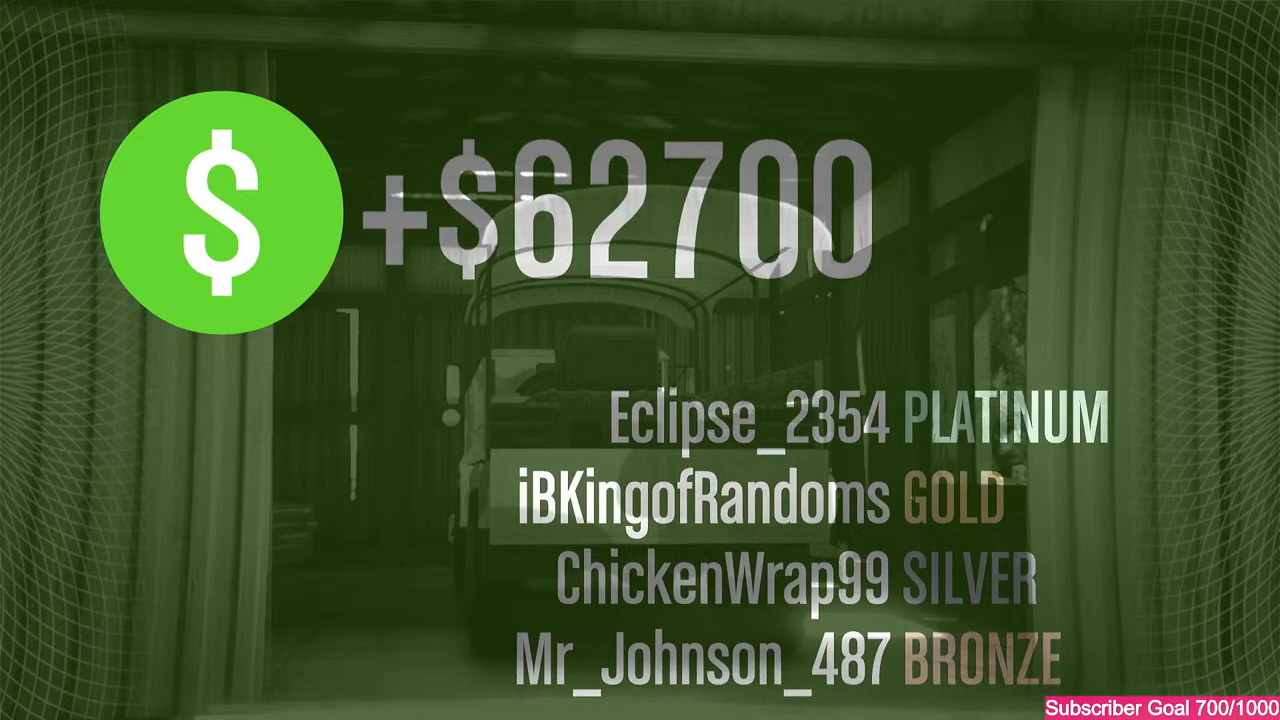 $ +$62700
Eclipse_2354 PLATINUM
iBKingofRandoms GOLD
ChickenWrap99 SILVER
Mr_Johnson_487 BRONZE
Subscriber Goal 700/1000